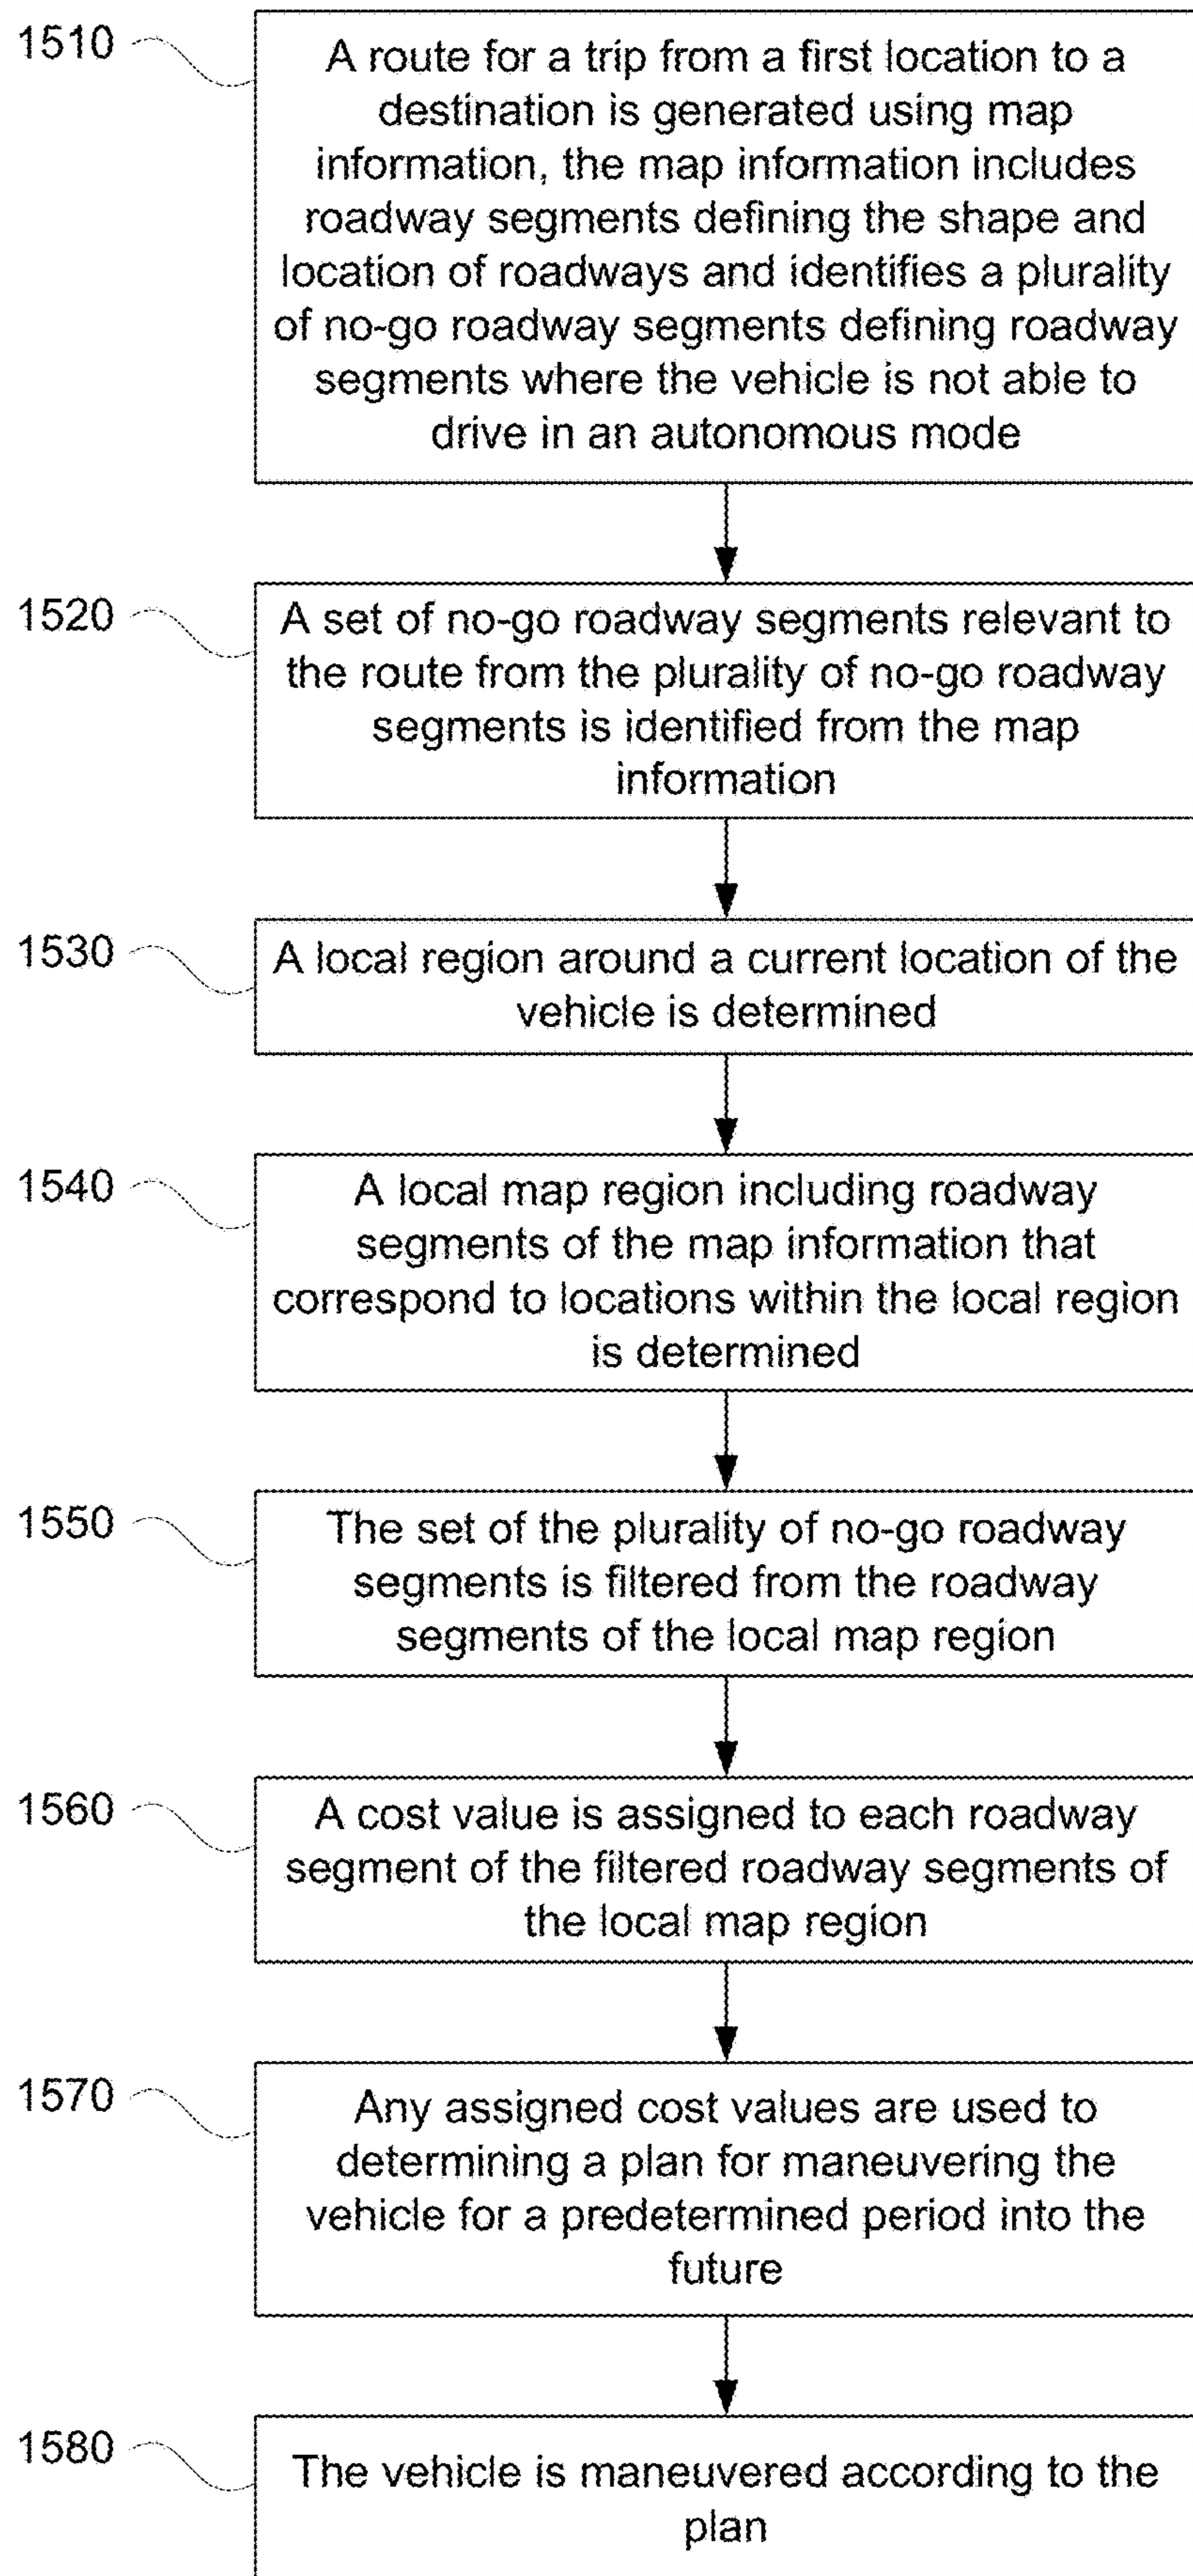 1510
A route for a trip from a first location to a
destination is generated using map
information, the map information includes
roadway segments defining the shape and
location of roadways and identifies a plurality
of no-go roadway segments defining roadway
segments where the vehicle is not able to
drive in an autonomous mode
1520
A set of no-go roadway segments relevant to
the route from the plurality of no-go roadway
segments is identified from the map
information
1530
A local region around a current location of the
vehicle is determined
1540
A local map region including roadway
segments of the map information that
correspond to locations within the local region
is determined
1550
The set of the plurality of no-go roadway
segments is filtered from the roadway
segments of the local map region
1560
A cost value is assigned to each roadway
segment of the filtered roadway segments of
the local map region
1570
Any assigned cost values are used to
determining a plan for maneuvering the
vehicle for a predetermined period into the
future
1580
The vehicle is maneuvered according to the
plan